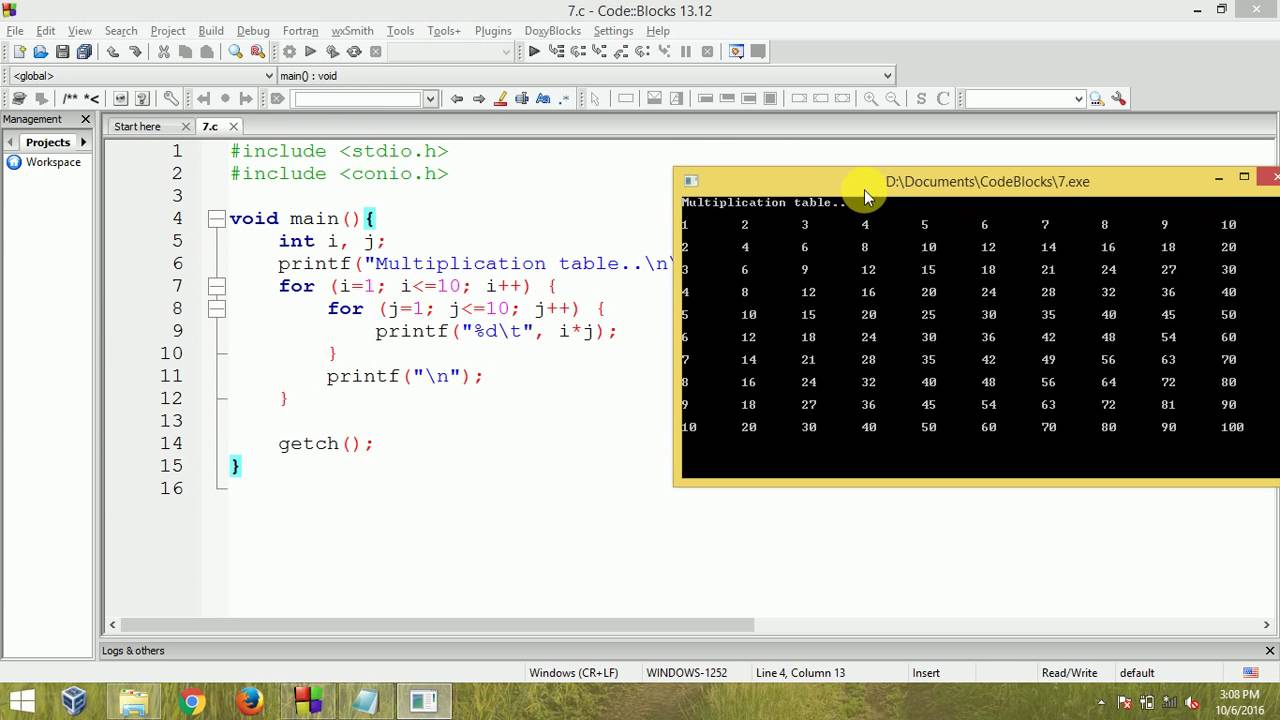 7.c - Code::Blocks 13.12
File Edit View Search Project Build Debug Fortran wxSmith Tools Tools+ Plugins DoxyBlocks Settings Help
<global> main() : void
/** *< S C
Management
Projects
Workspace
Start here 7.c
1 #include <stdio.h>
2 #include <conio.h>
3
4 void main(){
5 int i, j;
6 printf("Multiplication table..\n\
7 for (i=1; i<=10; i++) {
8 for (j=1; j<=10; j++) {
9 printf("%d\t", i*j);
10 }
11 printf("\n");
12 }
13
14 getch();
15 }
16
D:\Documents\CodeBlocks\7.exe
Multiplication table..
1 2 3 4 5 6 7 8 9 10
2 4 6 8 10 12 14 16 18 20
3 6 9 12 15 18 21 24 27 30
4 8 12 16 20 24 28 32 36 40
5 10 15 20 25 30 35 40 45 50
6 12 18 24 30 36 42 48 54 60
7 14 21 28 35 42 49 56 63 70
8 16 24 32 40 48 56 64 72 80
9 18 27 36 45 54 63 72 81 90
10 20 30 40 50 60 70 80 90 100
Logs & others
Windows (CR+LF) WINDOWS-1252 Line 4, Column 13 Insert Read/Write default
3:08 PM
10/6/2016